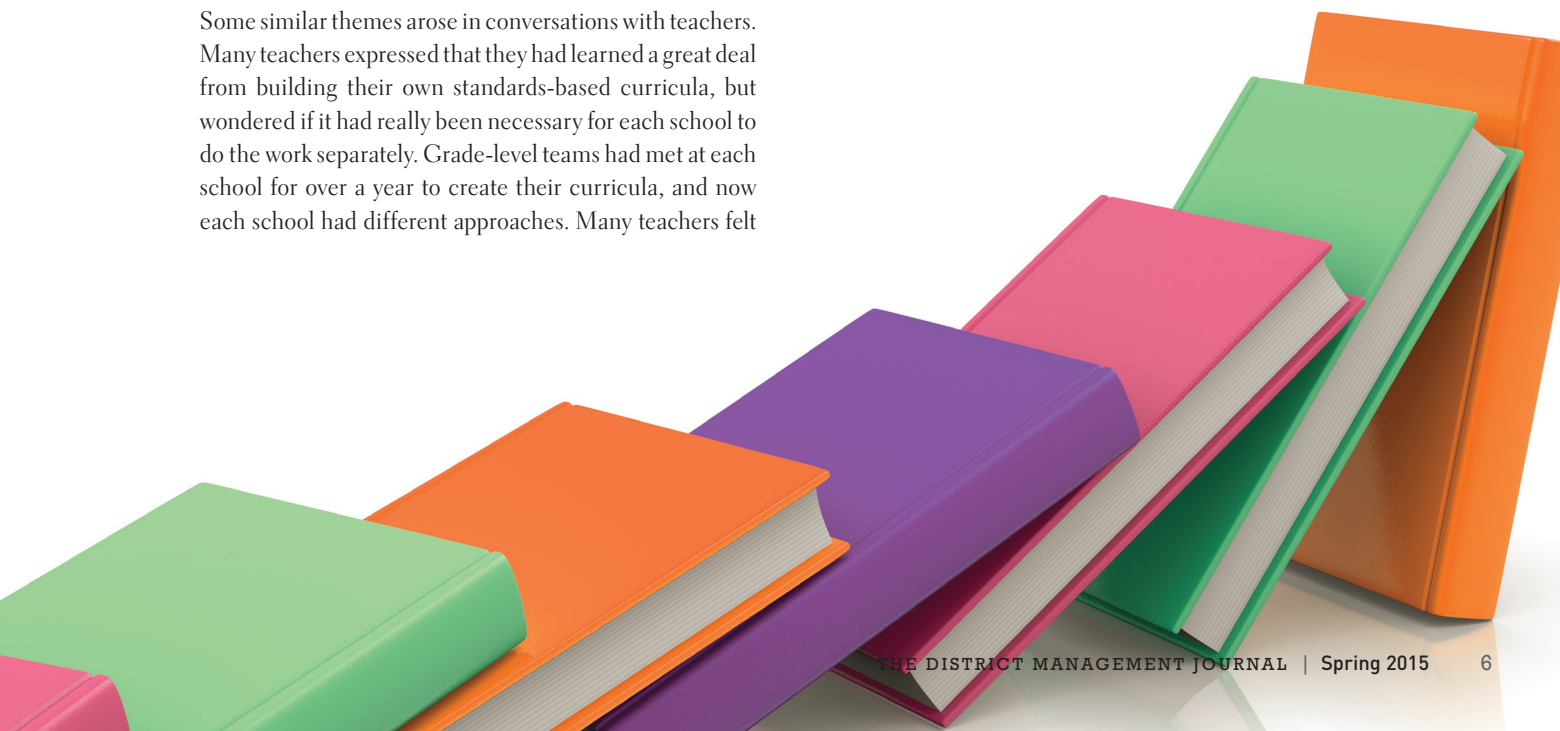 Some similar themes arose in conversations with teachers.
Many teachers expressed that they had learned a great deal
from building their own standards-based curricula, but
wondered if it had really been necessary for each school to
do the work separately. Grade-level teams had met at each
school for over a year to create their curricula, and now
each school had different approaches. Many teachers felt
THE DISTRICT MANAGEMENT JOURNAL | Spring 2015 6